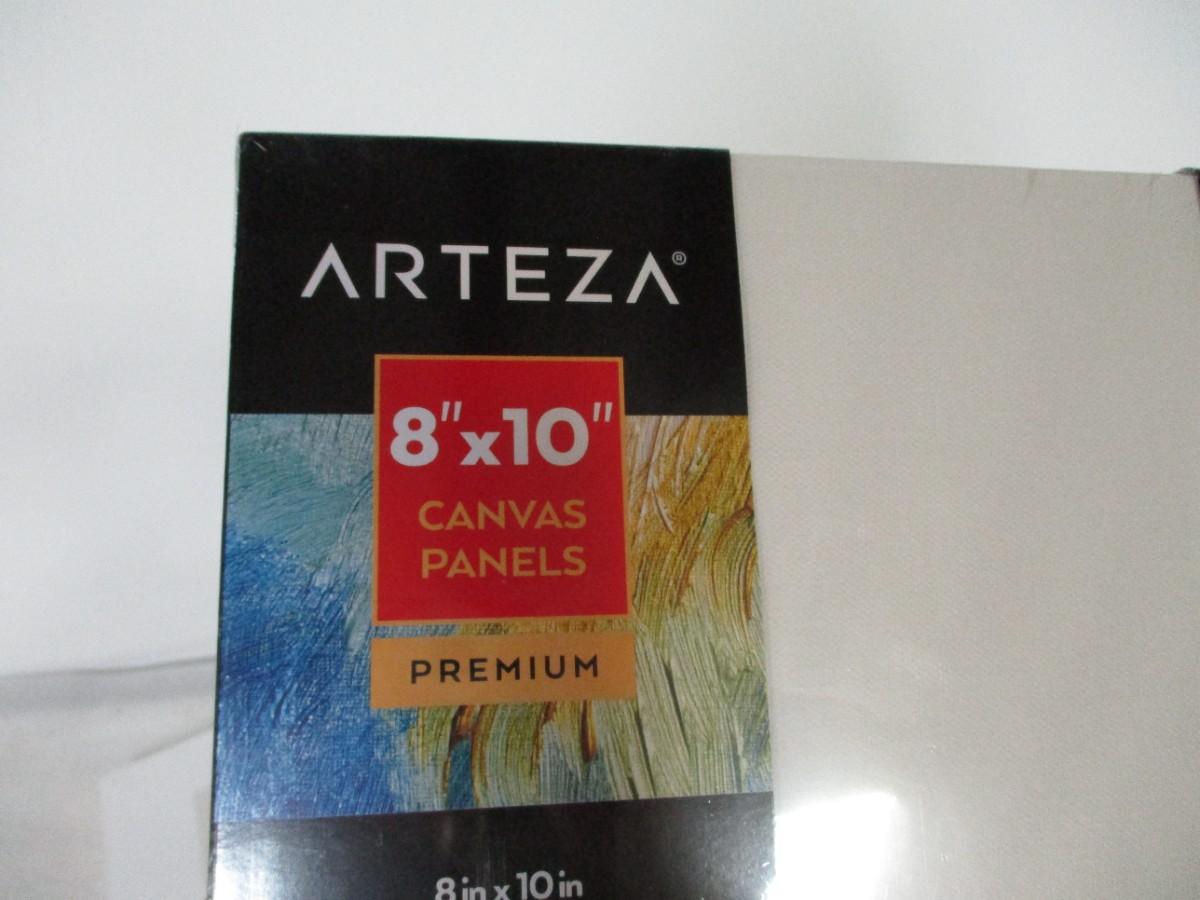 ARTEZA®
8"x10"
CANVAS
PANELS
PREMIUM
8 in x 10 in